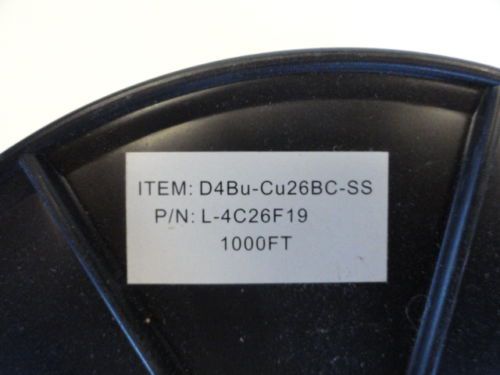 ITEM: D4Bu-Cu26BC-SS
P/N: L-4C26F19
1000FT